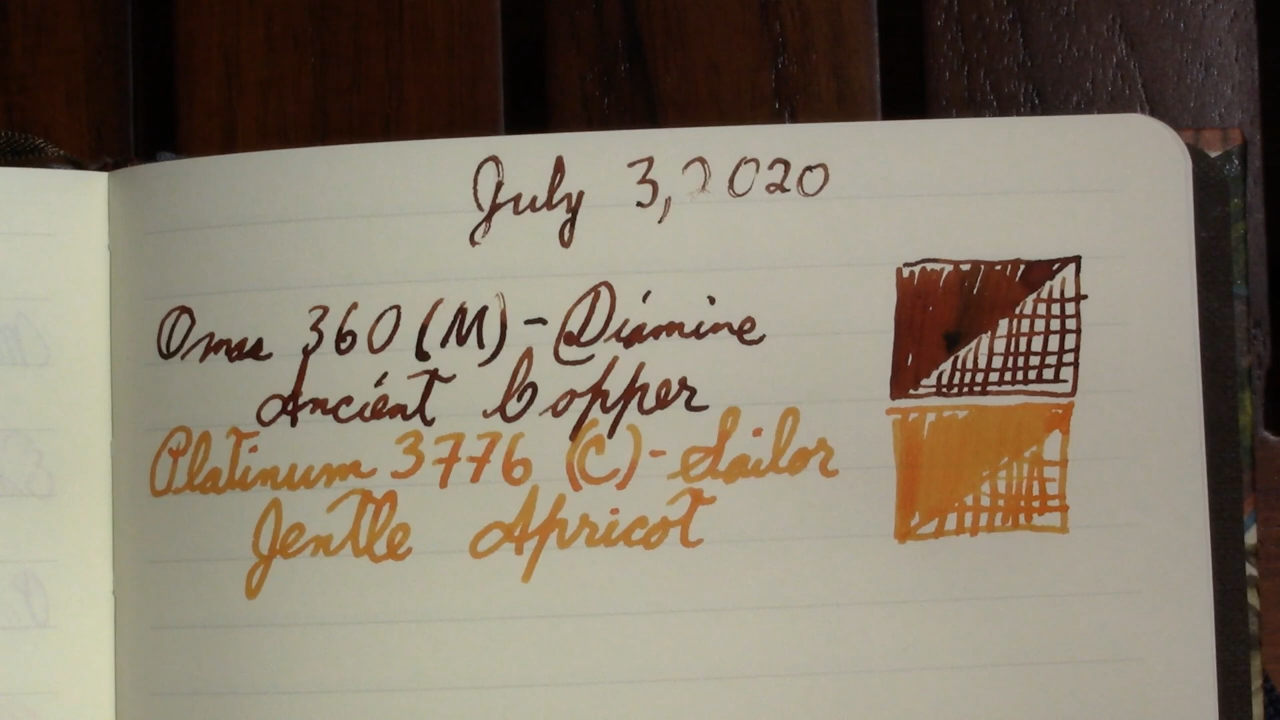 July 3, 2020
Omas 360 (M) - Diamine
Ancient Copper
Platinum 3776 (C) - Sailor
Jentle Apricot